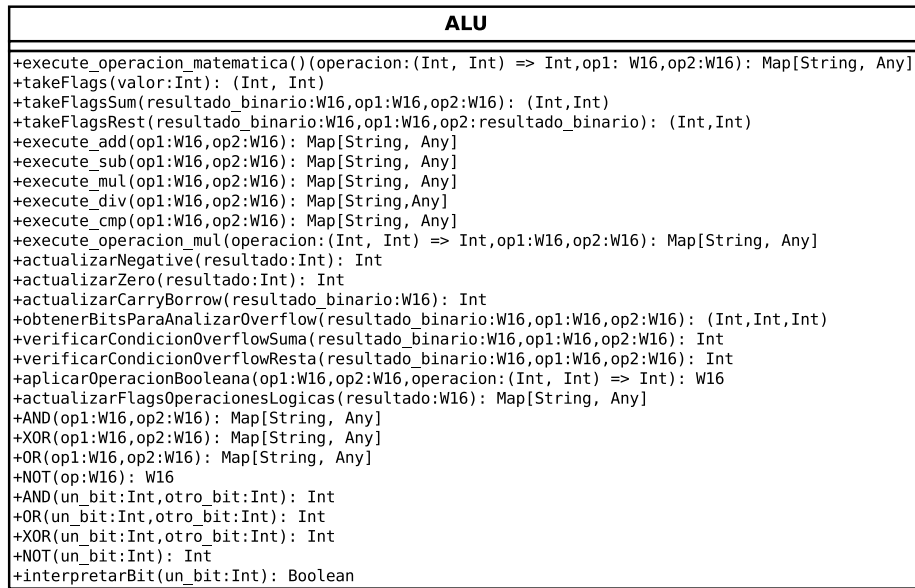 ALU
+execute_operacion_matematica()(operacion:(Int, Int) => Int,op1: W16,op2:W16): Map[String, Any]
+takeFlags(valor:Int): (Int, Int)
+takeFlagsSum(resultado_binario:W16,op1:W16,op2:W16): (Int,Int)
+takeFlagsRest(resultado_binario:W16,op1:W16,op2:resultado_binario): (Int,Int)
+execute_add(op1:W16,op2:W16): Map[String, Any]
+execute_sub(op1:W16,op2:W16): Map[String, Any]
+execute_mul(op1:W16,op2:W16): Map[String, Any]
+execute_div(op1:W16,op2:W16): Map[String,Any]
+execute_cmp(op1:W16,op2:W16): Map[String, Any]
+execute_operacion_mul(operacion:(Int, Int) => Int,op1:W16,op2:W16): Map[String, Any]
+actualizarNegative(resultado:Int): Int
+actualizarZero(resultado:Int): Int
+actualizarCarryBorrow(resultado_binario:W16): Int
+obtenerBitsParaAnalizarOverflow(resultado_binario:W16,op1:W16,op2:W16): (Int,Int,Int)
+verificarCondicionOverflowSuma(resultado_binario:W16,op1:W16,op2:W16): Int
+verificarCondicionOverflowResta(resultado_binario:W16,op1:W16,op2:W16): Int
+aplicarOperacionBooleana(op1:W16,op2:W16,operacion:(Int, Int) => Int): W16
+actualizarFlagsOperacionesLogicas(resultado:W16): Map[String, Any]
+AND(op1:W16,op2:W16): Map[String, Any]
+XOR(op1:W16,op2:W16): Map[String, Any]
+OR(op1:W16,op2:W16): Map[String, Any]
+NOT(op:W16): W16
+AND(un_bit:Int,otro_bit:Int): Int
+OR(un_bit:Int,otro_bit:Int): Int
+XOR(un_bit:Int,otro_bit:Int): Int
+NOT(un_bit:Int): Int
+interpretarBit(un_bit:Int): Boolean